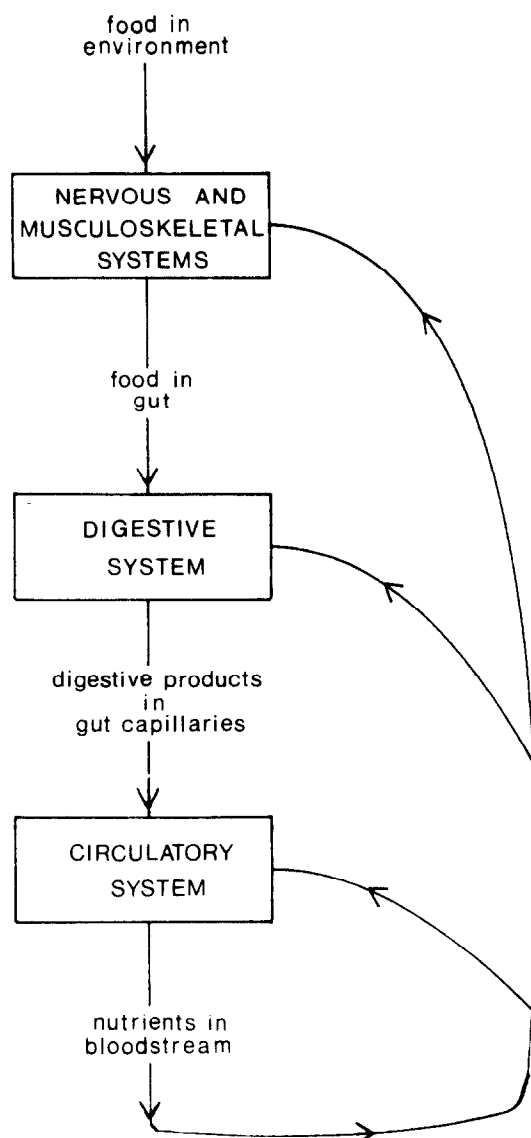 food in
environment
NERVOUS AND
MUSCULOSKELETAL
SYSTEMS
food in
gut
DIGESTIVE
SYSTEM
digestive products
in
gut capillaries
CIRCULATORY
SYSTEM
nutrients in
bloodstream